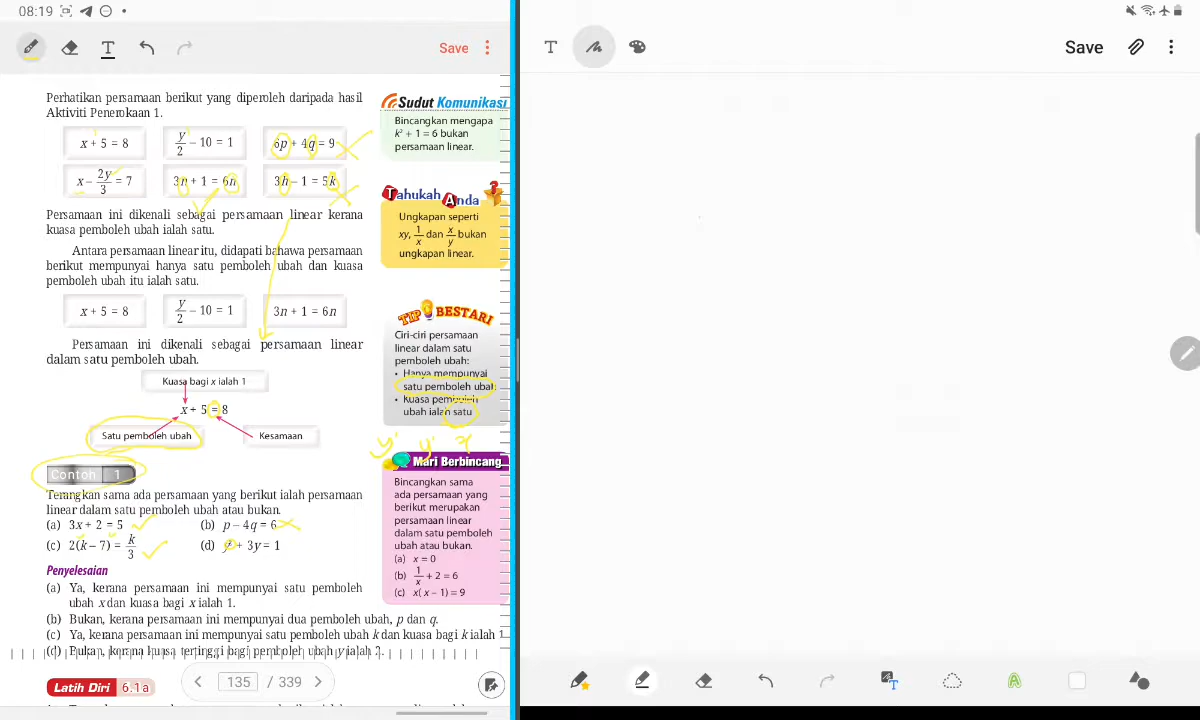 08:19
T
Save
T
Save
Perhatikan persamaan berikut yang diperoleh daripada hasil
Aktiviti Penerokaan 1.
x + 5 = 8
y/2 – 10 = 1
6p + 4q = 9
x – 2y/3 = 7
3n + 1 = 6n
3h – 1 = 5k
Persamaan ini dikenali sebagai persamaan linear kerana
kuasa pemboleh ubah ialah satu.
Antara persamaan linear itu, didapati bahawa persamaan
berikut mempunyai hanya satu pemboleh ubah dan kuasa
pemboleh ubah itu ialah satu.
x + 5 = 8
y/2 – 10 = 1
3n + 1 = 6n
Persamaan ini dikenali sebagai persamaan linear
dalam satu pemboleh ubah.
Kuasa bagi x ialah 1
x + 5 = 8
Satu pemboleh ubah
Kesamaan
Contoh 1
Terangkan sama ada persamaan yang berikut ialah persamaan
linear dalam satu pemboleh ubah atau bukan.
(a) 3x + 2 = 5
(b) p – 4q = 6
(c) 2(k – 7) = k/3
(d) y² + 3y = 1
Penyelesaian
(a) Ya, kerana persamaan ini mempunyai satu pemboleh
ubah x dan kuasa bagi x ialah 1.
(b) Bukan, kerana persamaan ini mempunyai dua pemboleh ubah, p dan q.
(c) Ya, kerana persamaan ini mempunyai satu pemboleh ubah k dan kuasa bagi k ialah 1
(d) Bukan, kerana kuasa tertinggi bagi pemboleh ubah y ialah 2.
Latih Diri 6.1a
135 / 339
Sudut Komunikasi
Bincangkan mengapa
k² + 1 = 6 bukan
persamaan linear.
Tahukah Anda
Ungkapan seperti
xy, 1/x dan x/y bukan
ungkapan linear.
TIP BESTARI
Ciri-ciri persamaan
linear dalam satu
pemboleh ubah:
• Hanya mempunyai
satu pemboleh ubah
• Kuasa pemboleh
ubah ialah satu
Mari Berbincang
Bincangkan sama
ada persamaan yang
berikut merupakan
persamaan linear
dalam satu pemboleh
ubah atau bukan.
(a) x = 0
(b) 1/x + 2 = 6
(c) x( x – 1) = 9